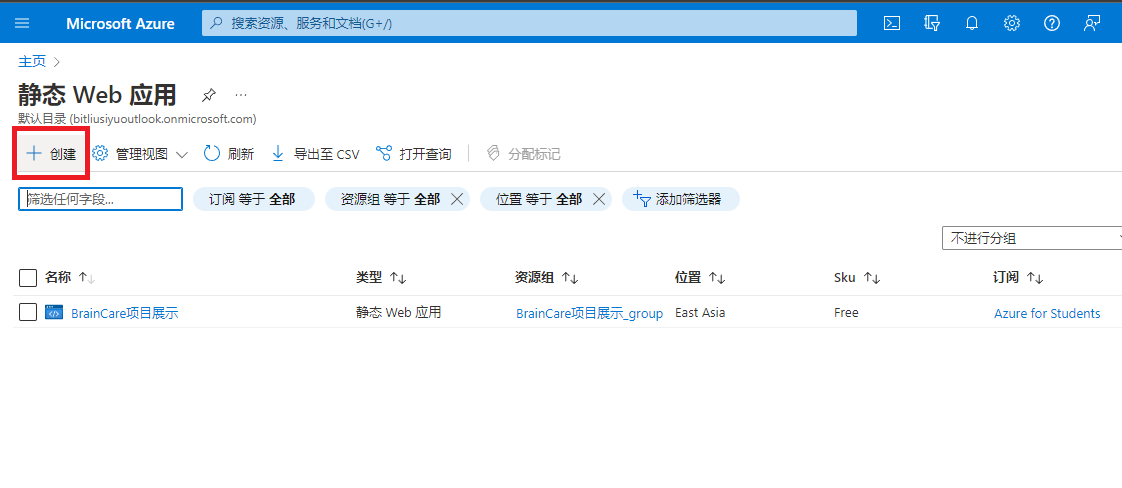 Microsoft Azure 搜索资源、服务和文档(G+/)
主页
静态 Web 应用 ...
默认目录 (bitliusiyuoutlook.onmicrosoft.com)
创建 管理视图 刷新 导出至 CSV 打开查询 分配标记
筛选任何字段... 订阅 等于 全部 资源组 等于 全部 位置 等于 全部 添加筛选器
不进行分组
名称 类型 资源组 位置 Sku 订阅
BrainCare项目展示 静态 Web 应用 BrainCare项目展示_group East Asia Free Azure for Students